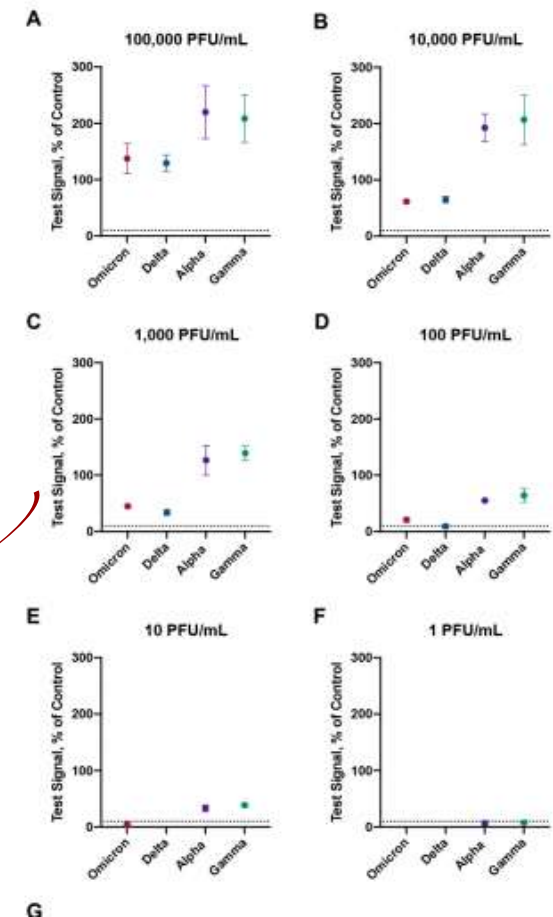 A
100,000 PFU/mL
Test Signal, % of Control
300
200
100
0
Omicron
Delta
Alpha
Gamma
B
10,000 PFU/mL
Test Signal, % of Control
300
200
100
0
Omicron
Delta
Alpha
Gamma
C
1,000 PFU/mL
Test Signal, % of Control
300
200
100
0
Omicron
Delta
Alpha
Gamma
D
100 PFU/mL
Test Signal, % of Control
300
200
100
0
Omicron
Delta
Alpha
Gamma
E
10 PFU/mL
Test Signal, % of Control
300
200
100
0
Omicron
Delta
Alpha
Gamma
F
1 PFU/mL
Test Signal, % of Control
300
200
100
0
Omicron
Delta
Alpha
Gamma
G